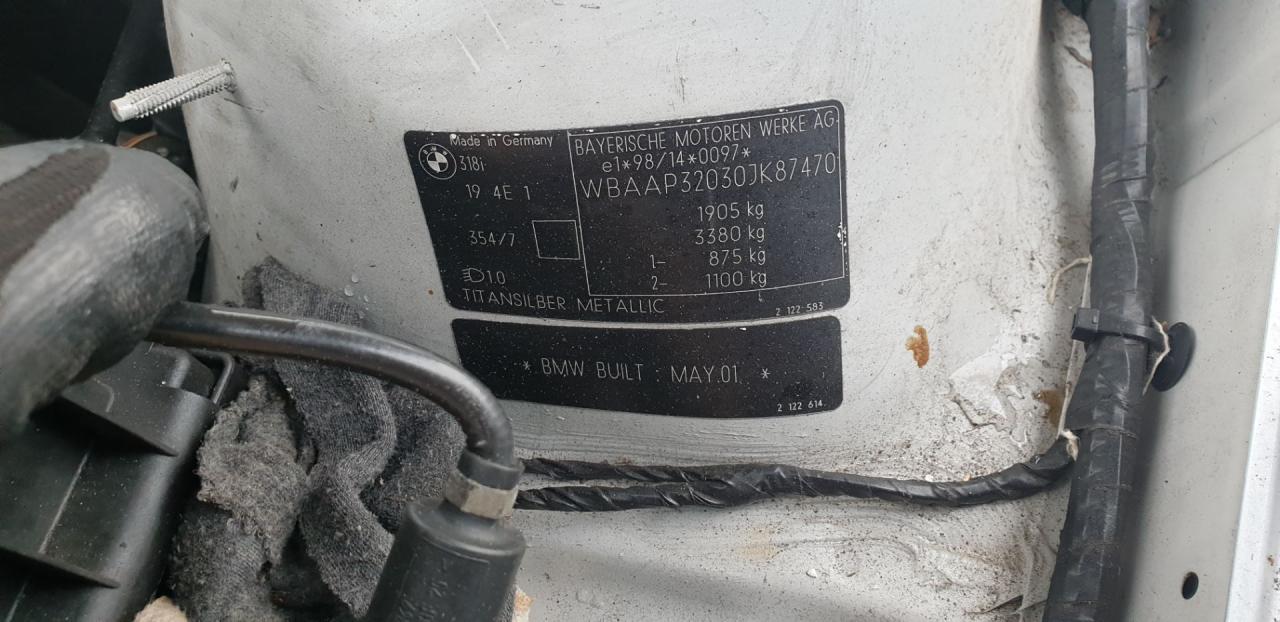 Made in Germany
318i
19 4E 1
354/7
1.0
TITANSILBER METALLIC
BAYERISCHE MOTOREN WERKE AG
e1*98/14*0097*
WBAAP32030JK87470
1905 kg
3380 kg
1– 875 kg
2– 1100 kg
2 122 583
* BMW BUILT : MAY.01 *
2 122 614